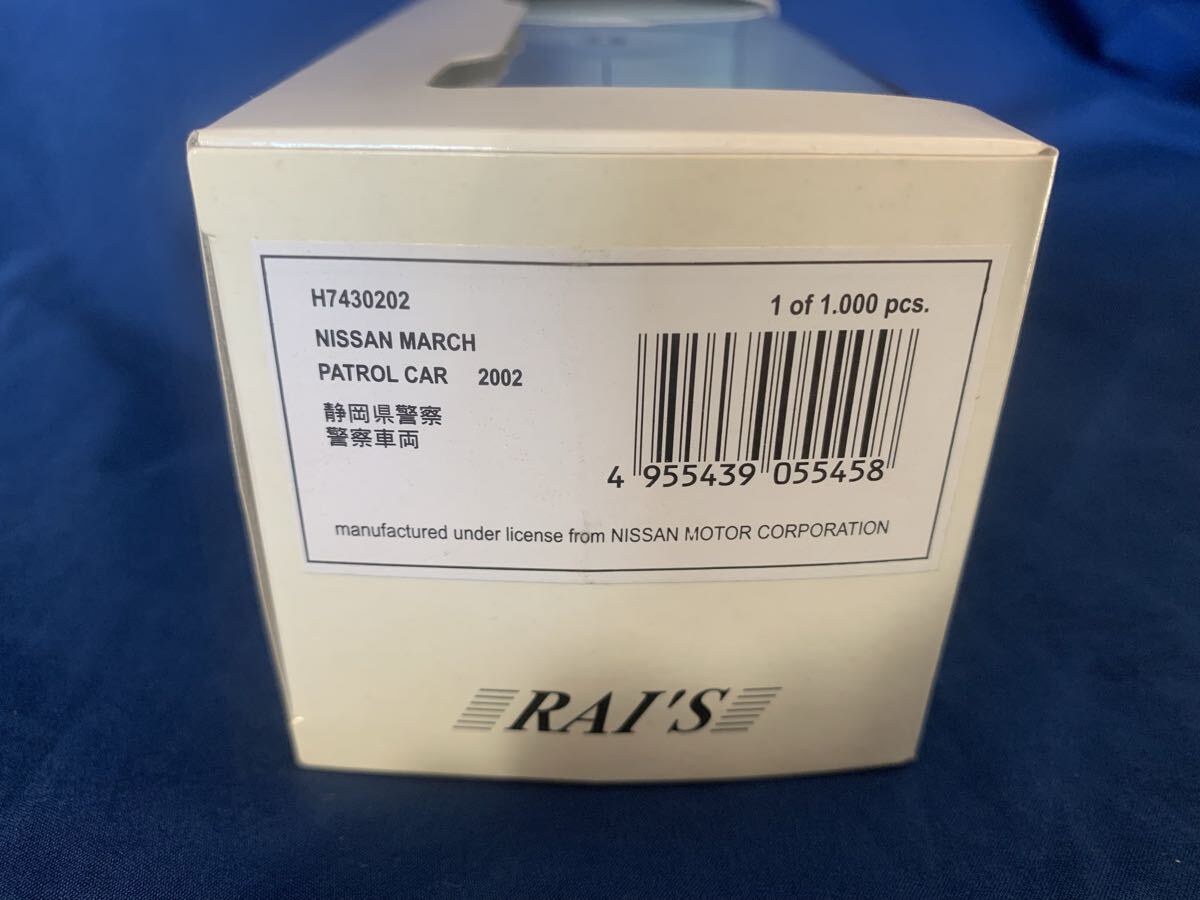 H7430202
1 of 1.000 pcs.
NISSAN MARCH
PATROL CAR 2002
静岡県警察
警察車両
4 955439 055458
manufactured under license from NISSAN MOTOR CORPORATION
RAI'S